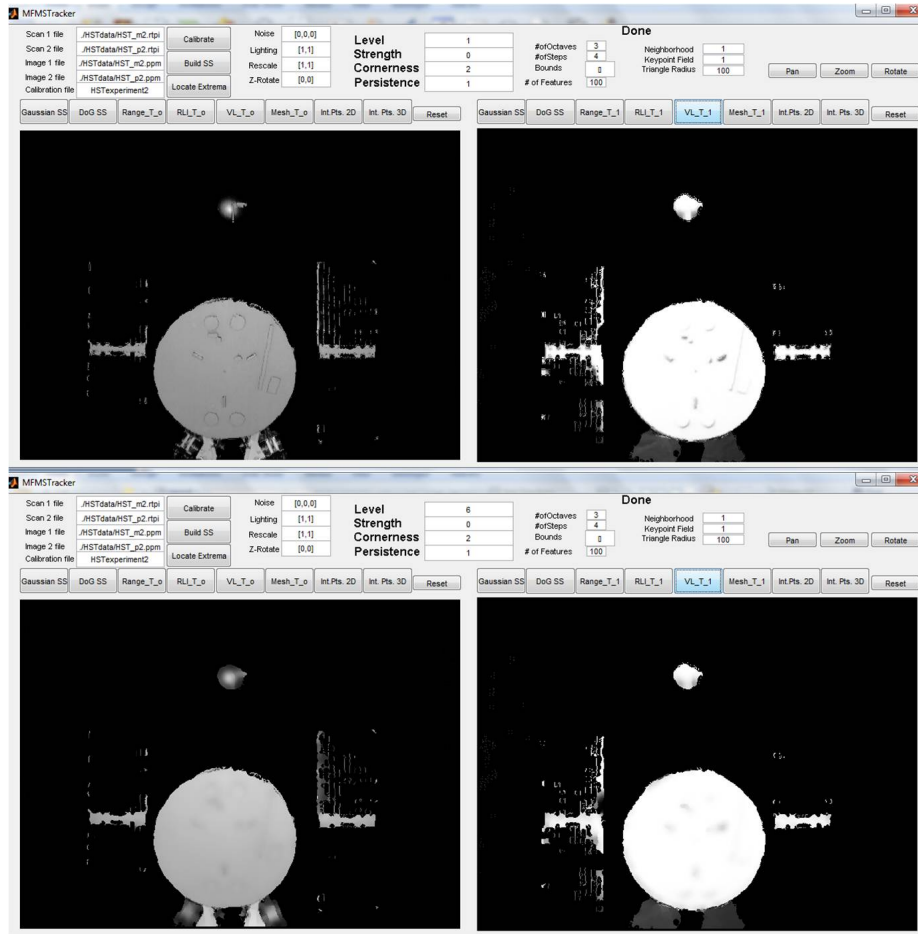 MFMSTracker
Scan 1 file ./HSTdata/HST_m2.rtpi Calibrate Noise [0,0,0] Level 1 #ofOctaves 3 Done
Scan 2 file ./HSTdata/HST_p2.rtpi Lighting [1,1] Strength 0 #ofSteps 4 Neighborhood 1
Image 1 file ./HSTdata/HST_m2.ppm Build SS Rescale [1,1] Cornerness 2 Bounds [] Keypoint Field 1 Pan Zoom Rotate
Image 2 file ./HSTdata/HST_p2.ppm Z-Rotate [0,0] Persistence 1 # of Features 100 Triangle Radius 100
Calibration file HSTexperiment2 Locate Extrema
Gaussian SS DoG SS Range_T_o RLI_T_o VL_T_o Mesh_T_o Int.Pts. 2D Int. Pts. 3D Reset Gaussian SS DoG SS Range_T_1 RLI_T_1 VL_T_1 Mesh_T_1 Int.Pts. 2D Int. Pts. 3D Reset
MFMSTracker
Scan 1 file ./HSTdata/HST_m2.rtpi Calibrate Noise [0,0,0] Level 6 #ofOctaves 3 Done
Scan 2 file ./HSTdata/HST_p2.rtpi Lighting [1,1] Strength 0 #ofSteps 4 Neighborhood 1
Image 1 file ./HSTdata/HST_m2.ppm Build SS Rescale [1,1] Cornerness 2 Bounds [] Keypoint Field 1 Pan Zoom Rotate
Image 2 file ./HSTdata/HST_p2.ppm Z-Rotate [0,0] Persistence 1 # of Features 100 Triangle Radius 100
Calibration file HSTexperiment2 Locate Extrema
Gaussian SS DoG SS Range_T_o RLI_T_o VL_T_o Mesh_T_o Int.Pts. 2D Int. Pts. 3D Reset Gaussian SS DoG SS Range_T_1 RLI_T_1 VL_T_1 Mesh_T_1 Int.Pts. 2D Int. Pts. 3D Reset